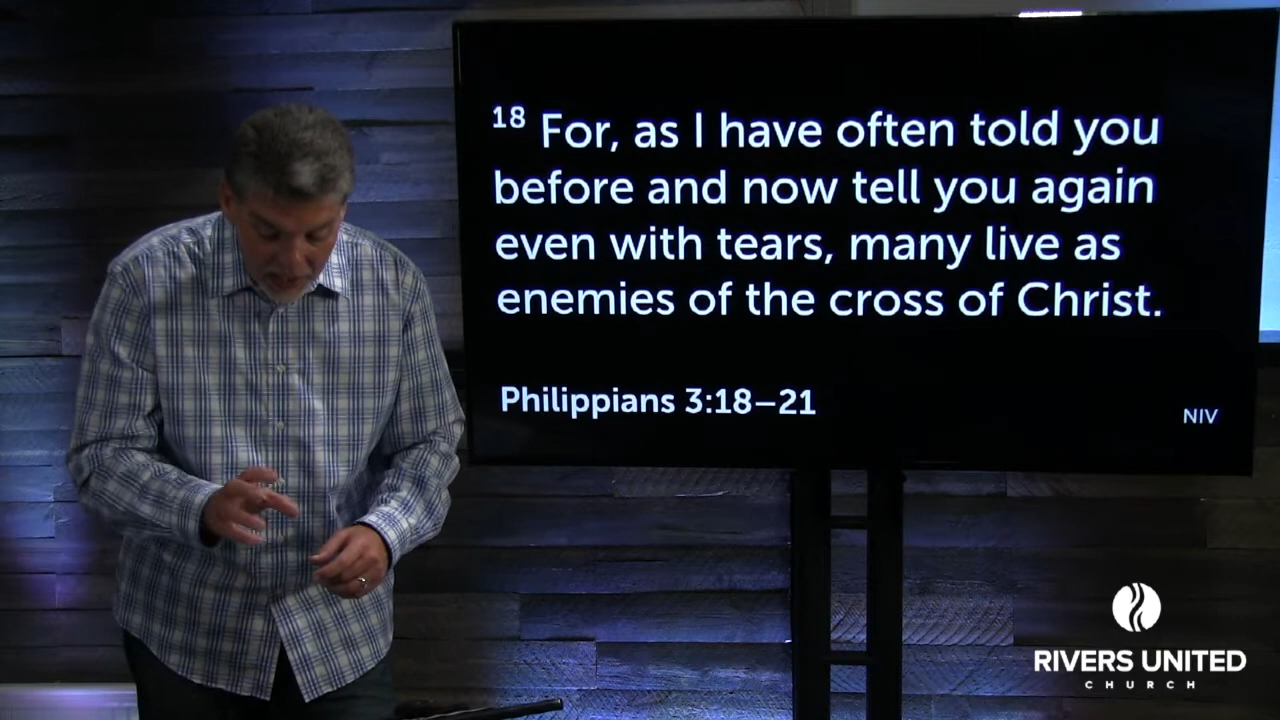 18 For, as I have often told you
before and now tell you again
even with tears, many live as
enemies of the cross of Christ.
Philippians 3:18–21
NIV
RIVERS UNITED
CHURCH